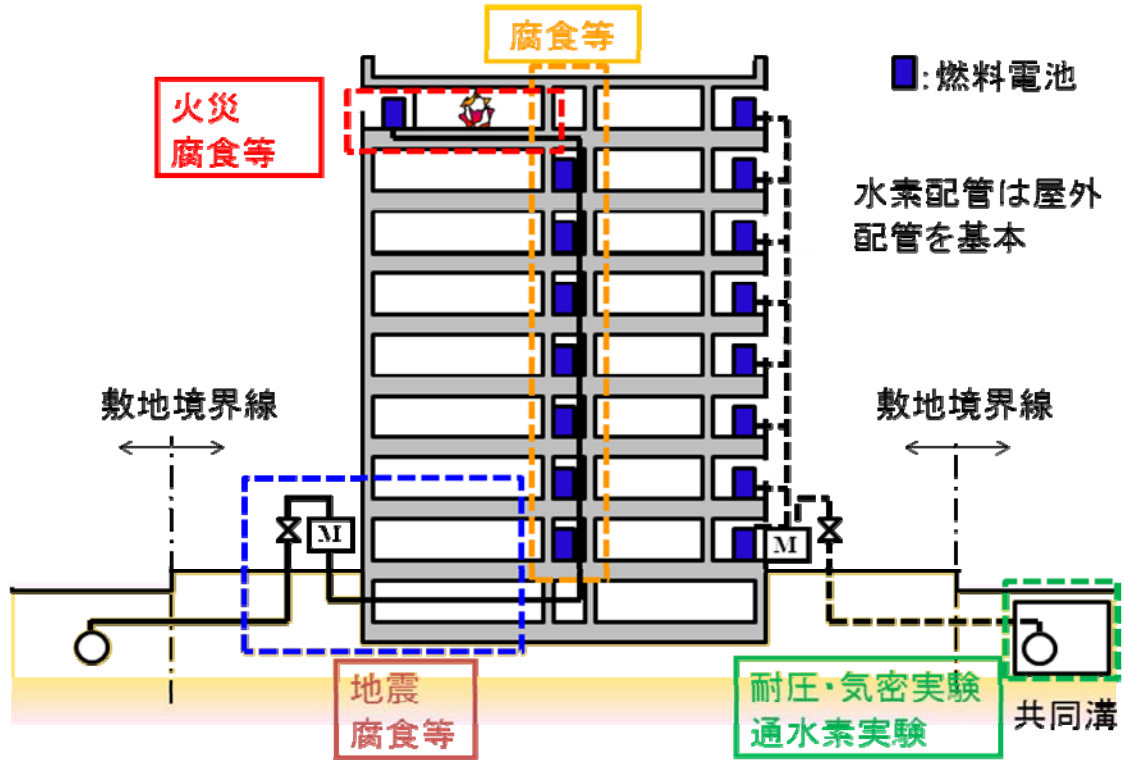 腐食等
火災
腐食等
:燃料電池
水素配管は屋外
配管を基本
敷地境界線
敷地境界線
M
M
地震
腐食等
耐圧・気密実験
通水素実験
共同溝